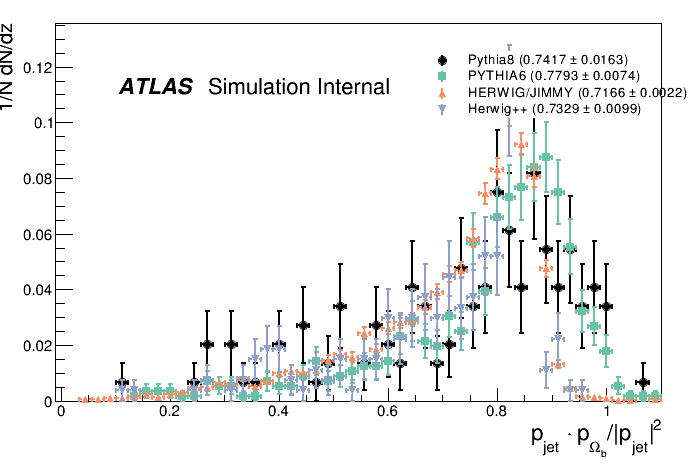 1/N dN/dz
0.12
0.1
0.08
0.06
0.04
0.02
0
ATLAS Simulation Internal
Pythia8 (0.7417 ± 0.0163)
PYTHIA6 (0.7793 ± 0.0074)
HERWIG/JIMMY (0.7166 ± 0.0022)
Herwig++ (0.7329 ± 0.0099)
0 0.2 0.4 0.6 0.8 1
p_jet · p_Ω_b/|p_jet|²